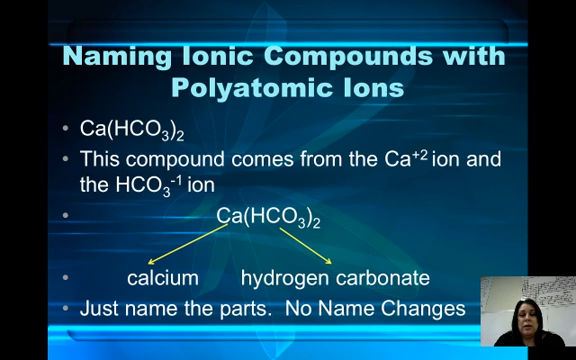 Naming Ionic Compounds with
Polyatomic Ions
• Ca(HCO₃)₂
• This compound comes from the Ca⁺² ion and
the HCO₃⁻¹ ion
• Ca(HCO₃)₂
• calcium hydrogen carbonate
• Just name the parts. No Name Changes